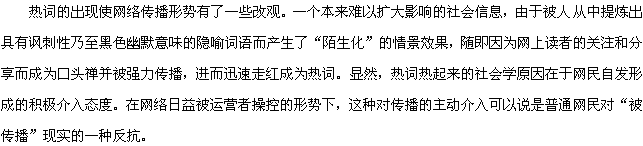 热词的出现使网络传播形势有了一些改观。一个本来难以扩大影响的社会信息，由于被人从中提炼出
具有讽刺性乃至黑色幽默意味的隐喻词语而产生了“陌生化”的情景效果，随即因为网上读者的关注和分
享而成为口头禅并被强力传播，进而迅速走红成为热词。显然，热词热起来的社会学原因在于网民自发形
成的积极介入态度。在网络日益被运营者操控的形势下，这种对传播的主动介入可以说是普通网民对“被
传播”现实的一种反抗。